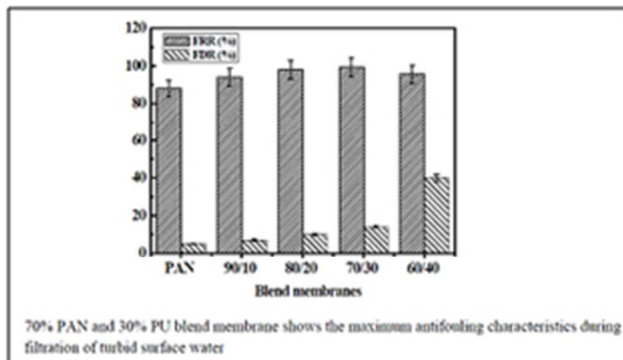 120
100
80
60
40
20
0
FRR (%)
FDR (%)
PAN 90/10 80/20 70/30 60/40
Blend membranes
70% PAN and 30% PU blend membrane shows the maximum antifouling characteristics during
filtration of turbid surface water